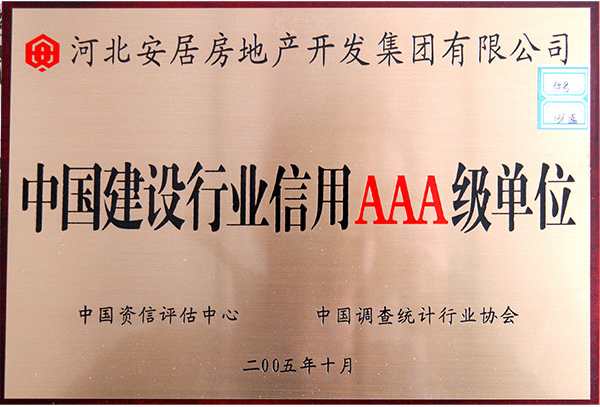 河北安居房地产开发集团有限公司
中国建设行业信用AAA级单位
中国资信评估中心 中国调查统计行业协会
二00五年十月